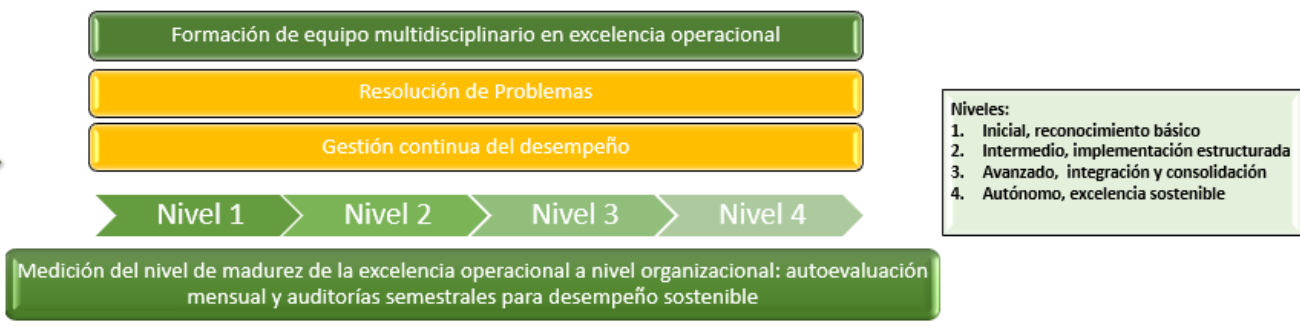 Formación de equipo multidisciplinario en excelencia operacional
Resolución de Problemas
Gestión continua del desempeño
Nivel 1
Nivel 2
Nivel 3
Nivel 4
Medición del nivel de madurez de la excelencia operacional a nivel organizacional: autoevaluación
mensual y auditorías semestrales para desempeño sostenible
Niveles:
1. Inicial, reconocimiento básico
2. Intermedio, implementación estructurada
3. Avanzado, integración y consolidación
4. Autónomo, excelencia sostenible